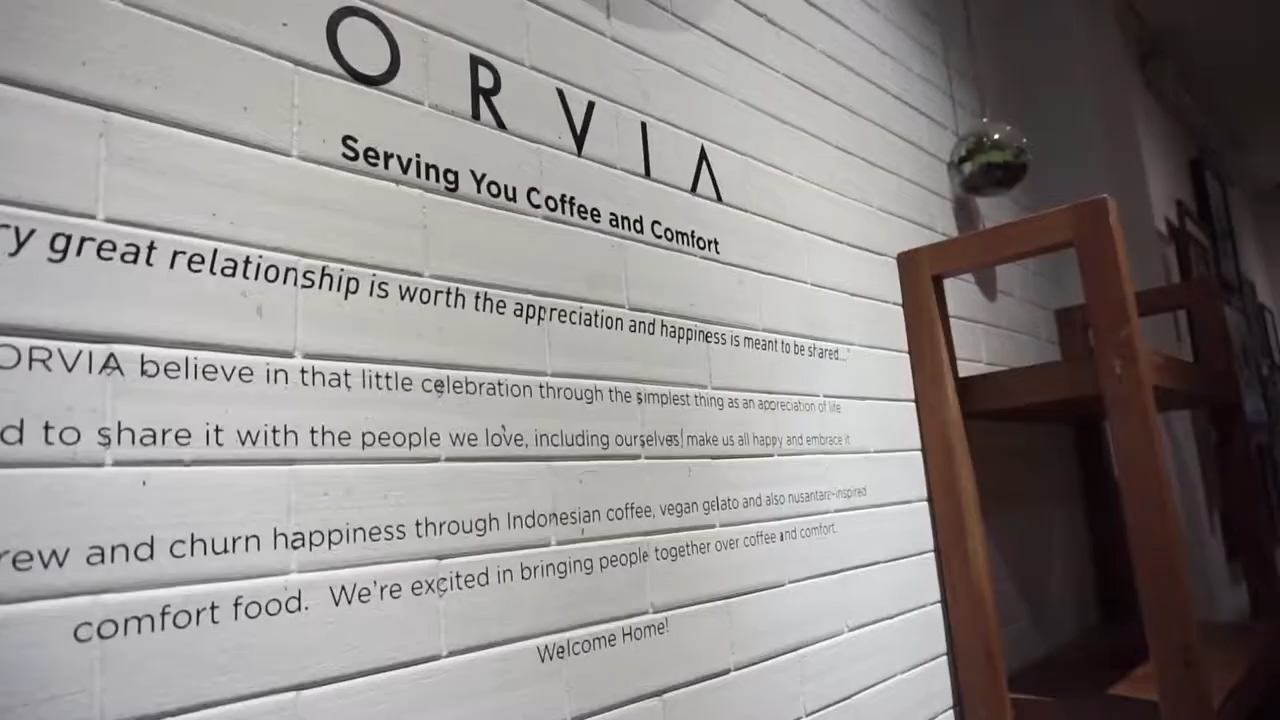 ORVIA
Serving You Coffee and Comfort
ry great relationship is worth the appreciation and happiness is meant to be shared..."
ORVIA believe in that little celebration through the simplest thing as an appreciation of life
d to share it with the people we love, including ourselves, make us all happy and embrace it
rew and churn happiness through Indonesian coffee, vegan gelato and also nusantara-inspired
comfort food. We're excited in bringing people together over coffee and comfort.
Welcome Home!